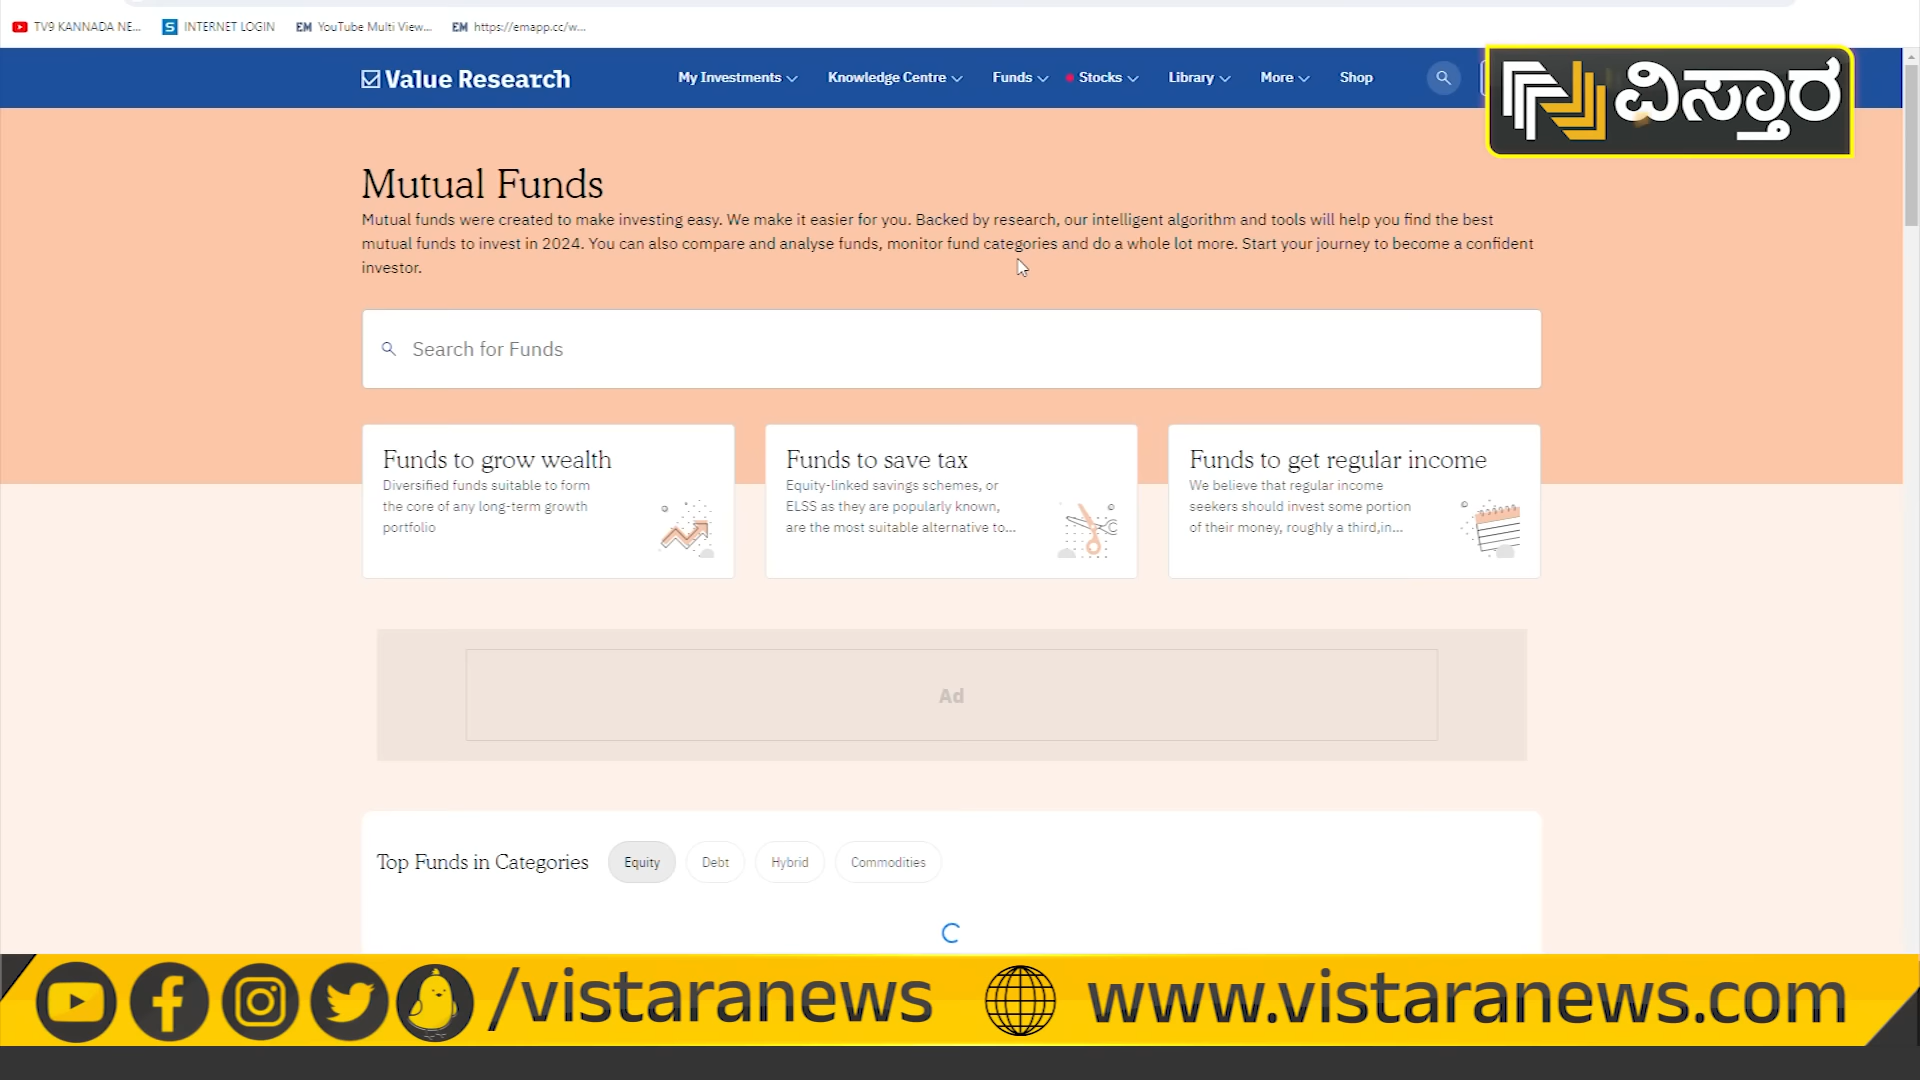 TV9 KANNADA NE...
INTERNET LOGIN
EM YouTube Multi View...
EM https://emapp.cc/w...
Value Research
My Investments
Knowledge Centre
Funds
Stocks
Library
More
Shop
ವಿಸ್ತಾರ
Mutual Funds
Mutual funds were created to make investing easy. We make it easier for you. Backed by research, our intelligent algorithm and tools will help you find the best
mutual funds to invest in 2024. You can also compare and analyse funds, monitor fund categories and do a whole lot more. Start your journey to become a confident
investor.
Search for Funds
Funds to grow wealth
Diversified funds suitable to form
the core of any long-term growth
portfolio
Funds to save tax
Equity-linked savings schemes, or
ELSS as they are popularly known,
are the most suitable alternative to...
Funds to get regular income
We believe that regular income
seekers should invest some portion
of their money, roughly a third,in...
Ad
Top Funds in Categories
Equity
Debt
Hybrid
Commodities
/vistaranews
www.vistaranews.com